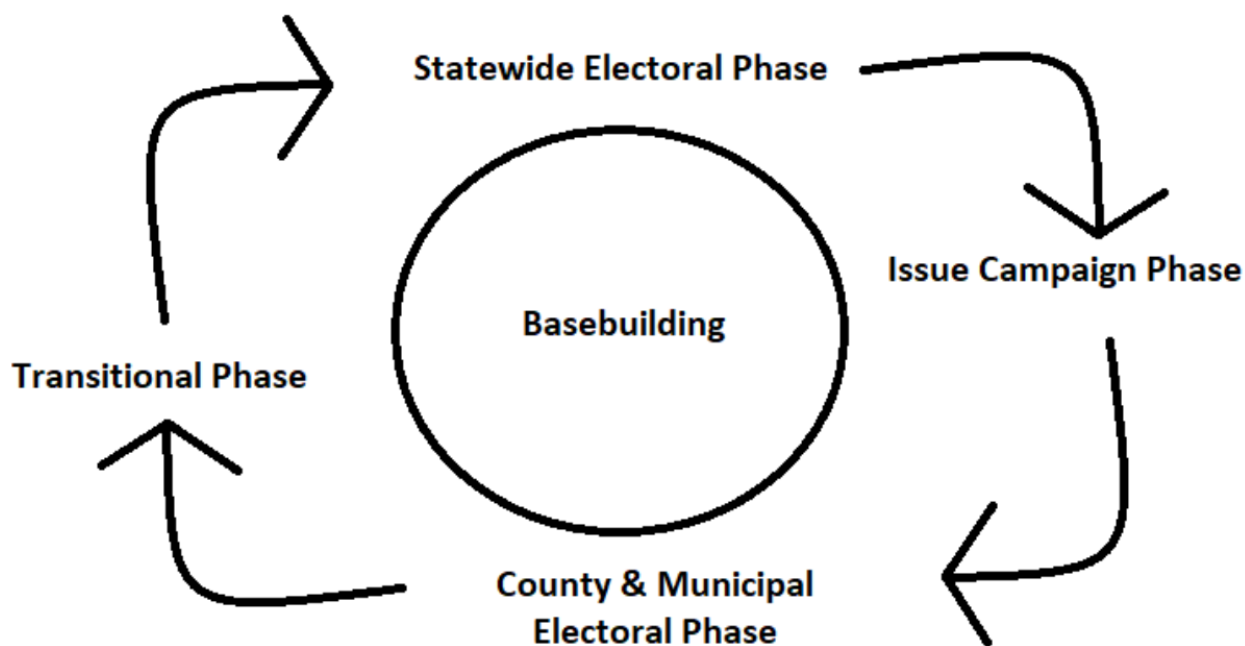 Statewide Electoral Phase
Issue Campaign Phase
Basebuilding
Transitional Phase
County & Municipal
Electoral Phase